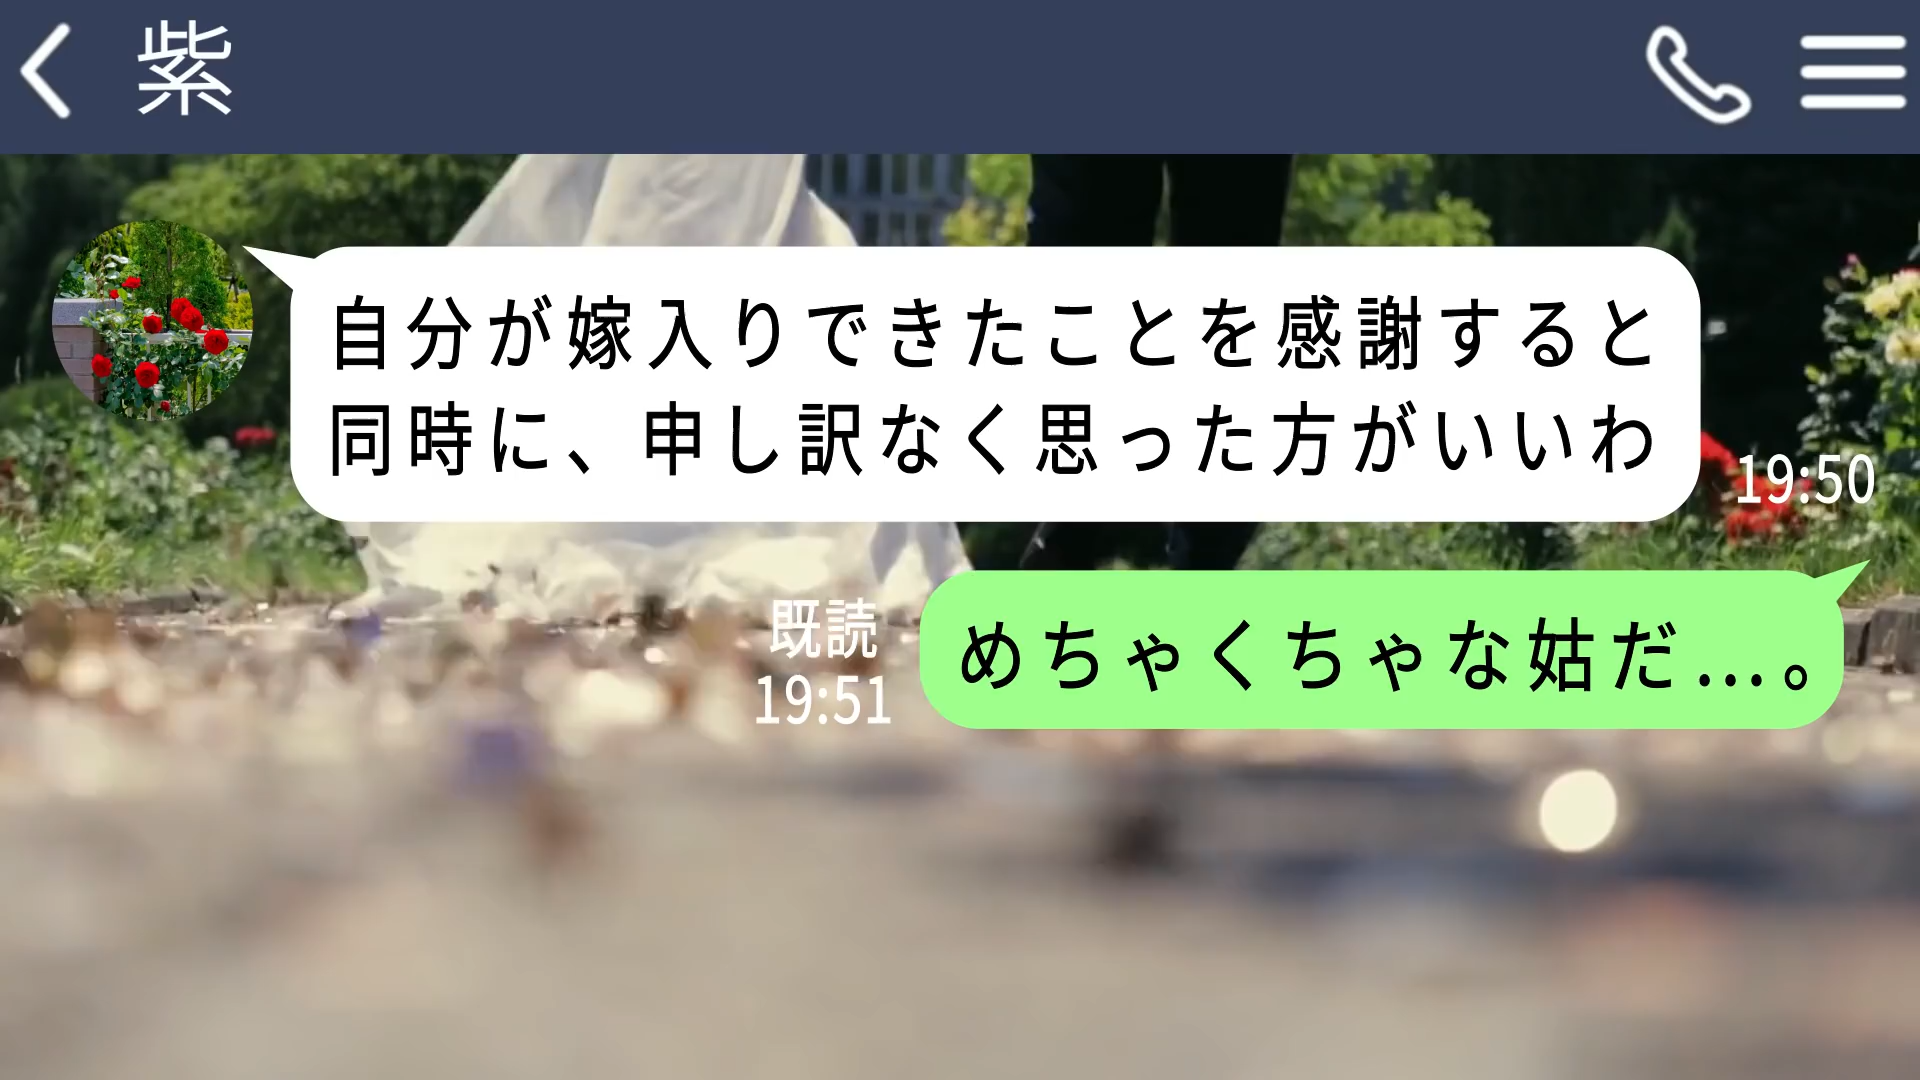 紫
自分が嫁入りできたことを感謝すると
同時に、申し訳なく思った方がいいわ
19:50
既読
19:51
めちゃくちゃな姑だ…。